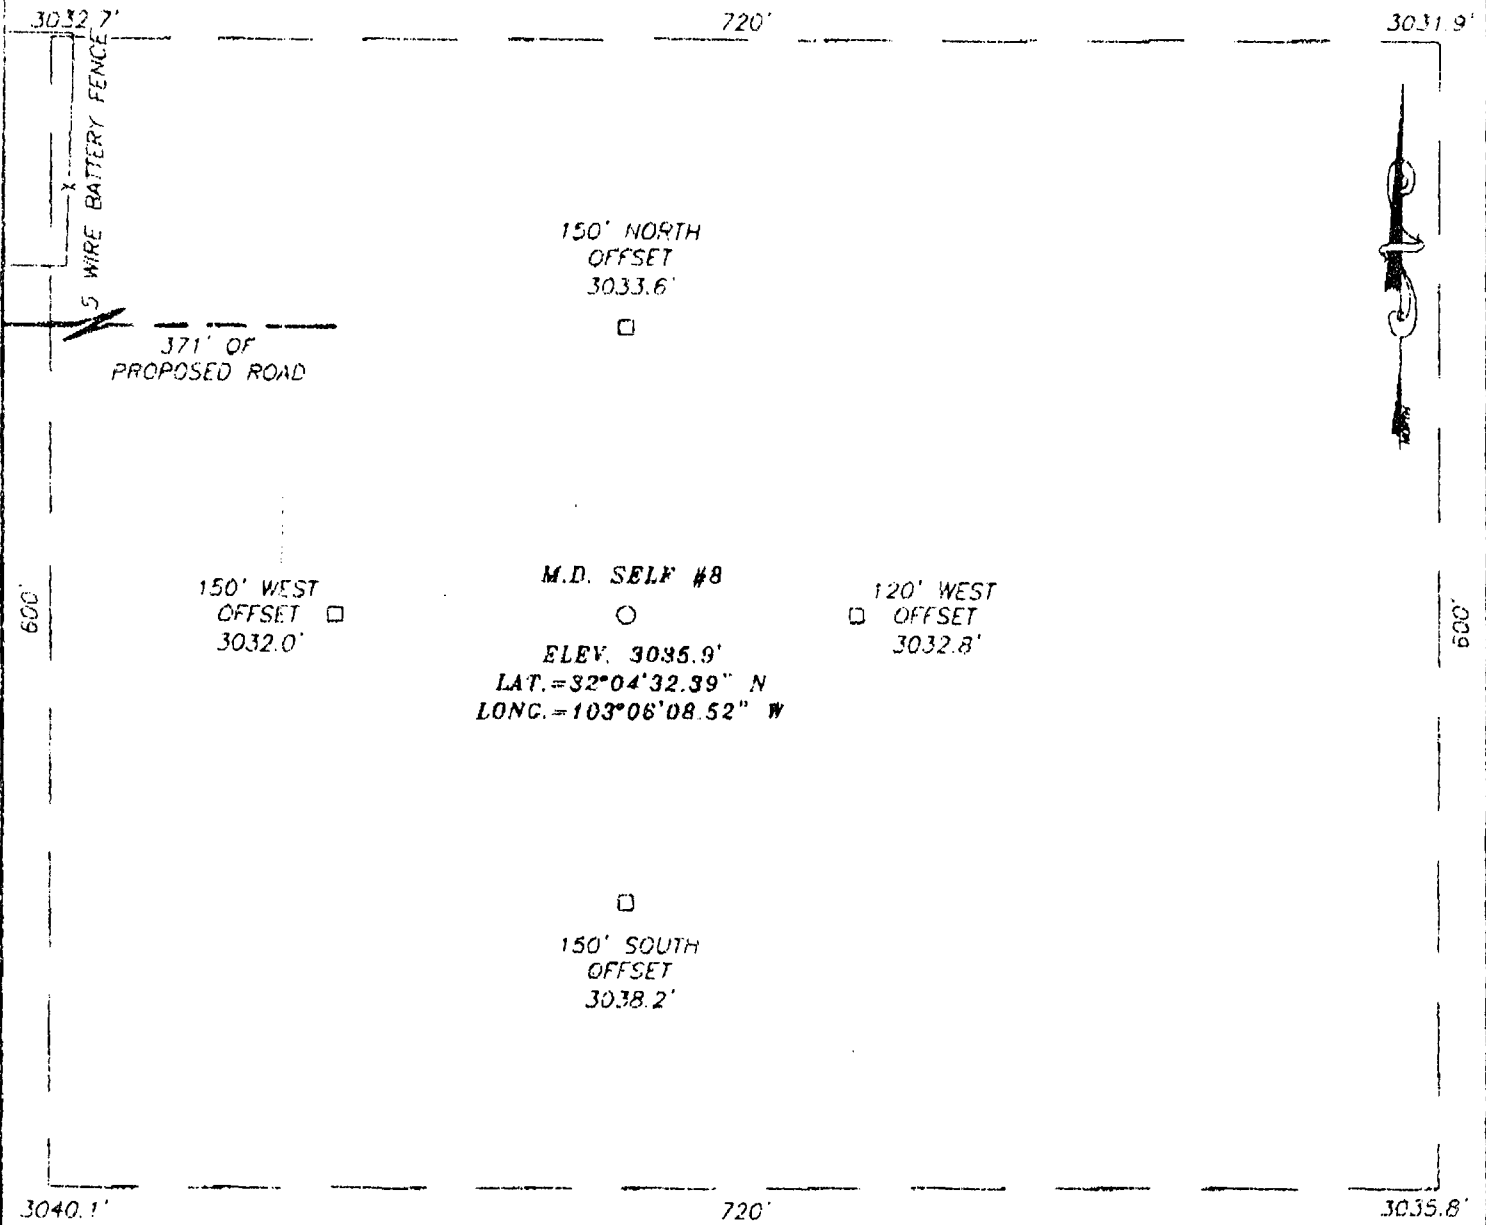 3032.7'
720'
3031.9'
5 WIRE BATTERY FENCE
150' NORTH
OFFSET
3033.6'
NORTH
371' OF
PROPOSED ROAD
600'
150' WEST
OFFSET
3032.0'
M.D. SELF #8
ELEV. 3035.9'
LAT.=32°04'32.39" N
LONG.=103°06'08.52" W
120' WEST
OFFSET
3032.8'
600'
150' SOUTH
OFFSET
3038.2'
3040.1'
720'
3035.8'